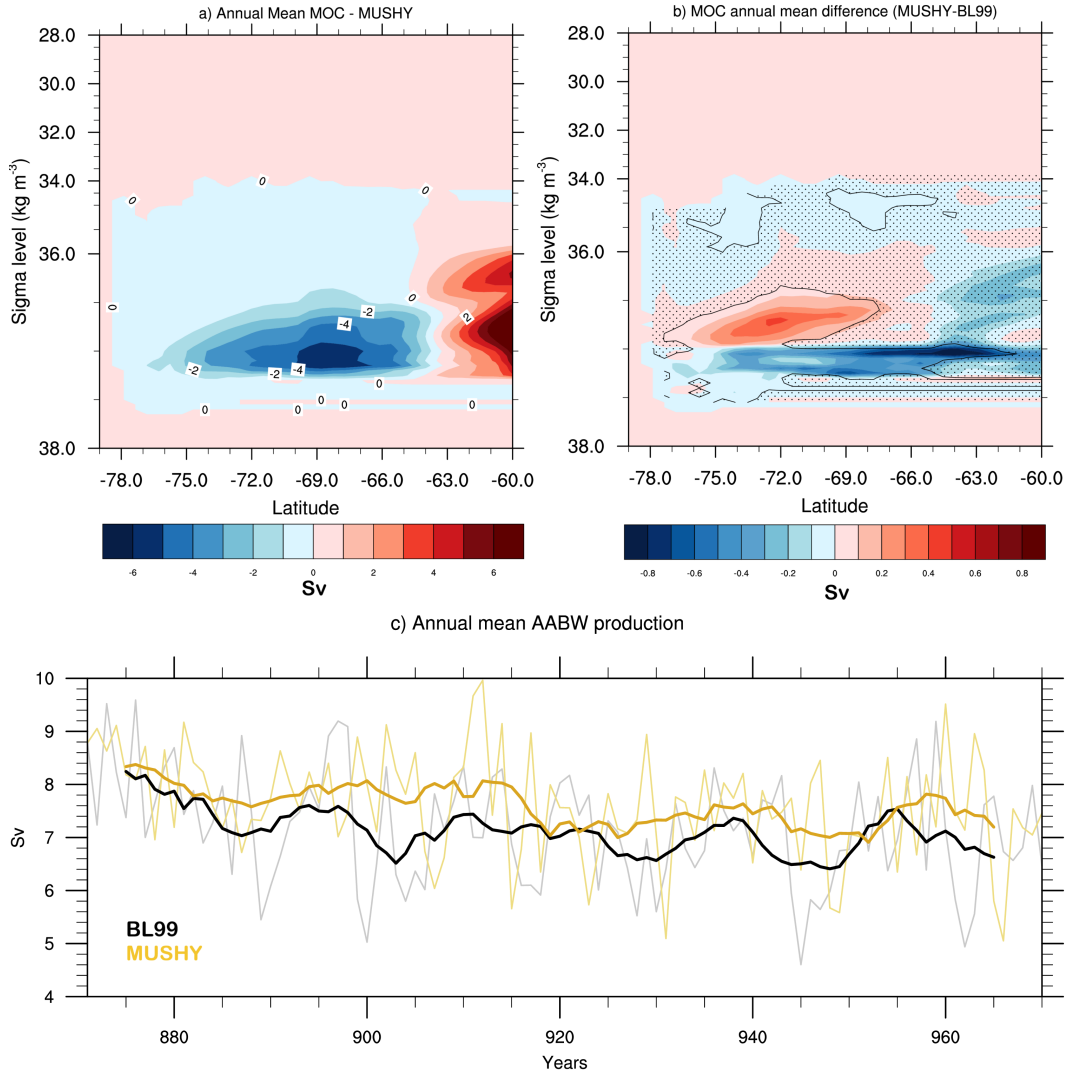 a) Annual Mean MOC - MUSHY
b) MOC annual mean difference (MUSHY-BL99)
Sigma level (kg m⁻³)
28.0
30.0
32.0
34.0
36.0
38.0
0
0
0
0
0
-2
-4
2
-2
-2
-4
0
0
0
0
0
0
-78.0 -75.0 -72.0 -69.0 -66.0 -63.0 -60.0
Latitude
-6 -4 -2 0 2 4 6
Sv
Sigma level (kg m⁻³)
28.0
30.0
32.0
34.0
36.0
38.0
-78.0 -75.0 -72.0 -69.0 -66.0 -63.0 -60.0
Latitude
-0.8 -0.6 -0.4 -0.2 0 0.2 0.4 0.6 0.8
Sv
c) Annual mean AABW production
Sv
10
9
8
7
6
5
4
BL99
MUSHY
880 900 920 940 960
Years